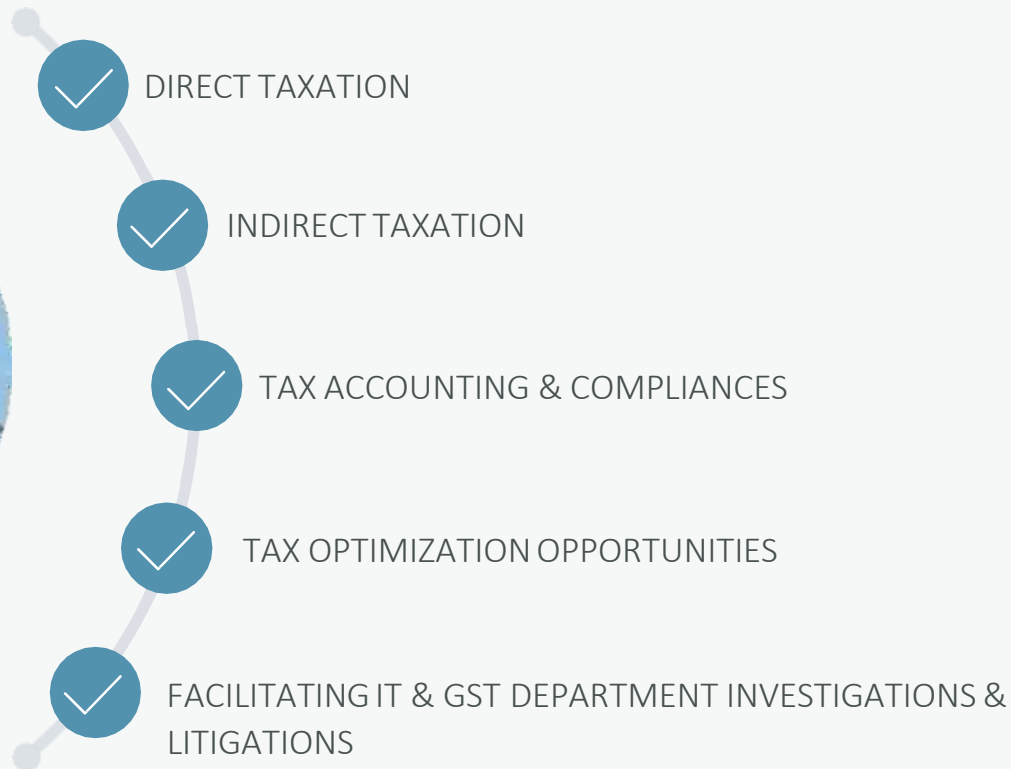 DIRECT TAXATION
INDIRECT TAXATION
TAX ACCOUNTING & COMPLIANCES
TAX OPTIMIZATION OPPORTUNITIES
FACILITATING IT & GST DEPARTMENT INVESTIGATIONS &
LITIGATIONS